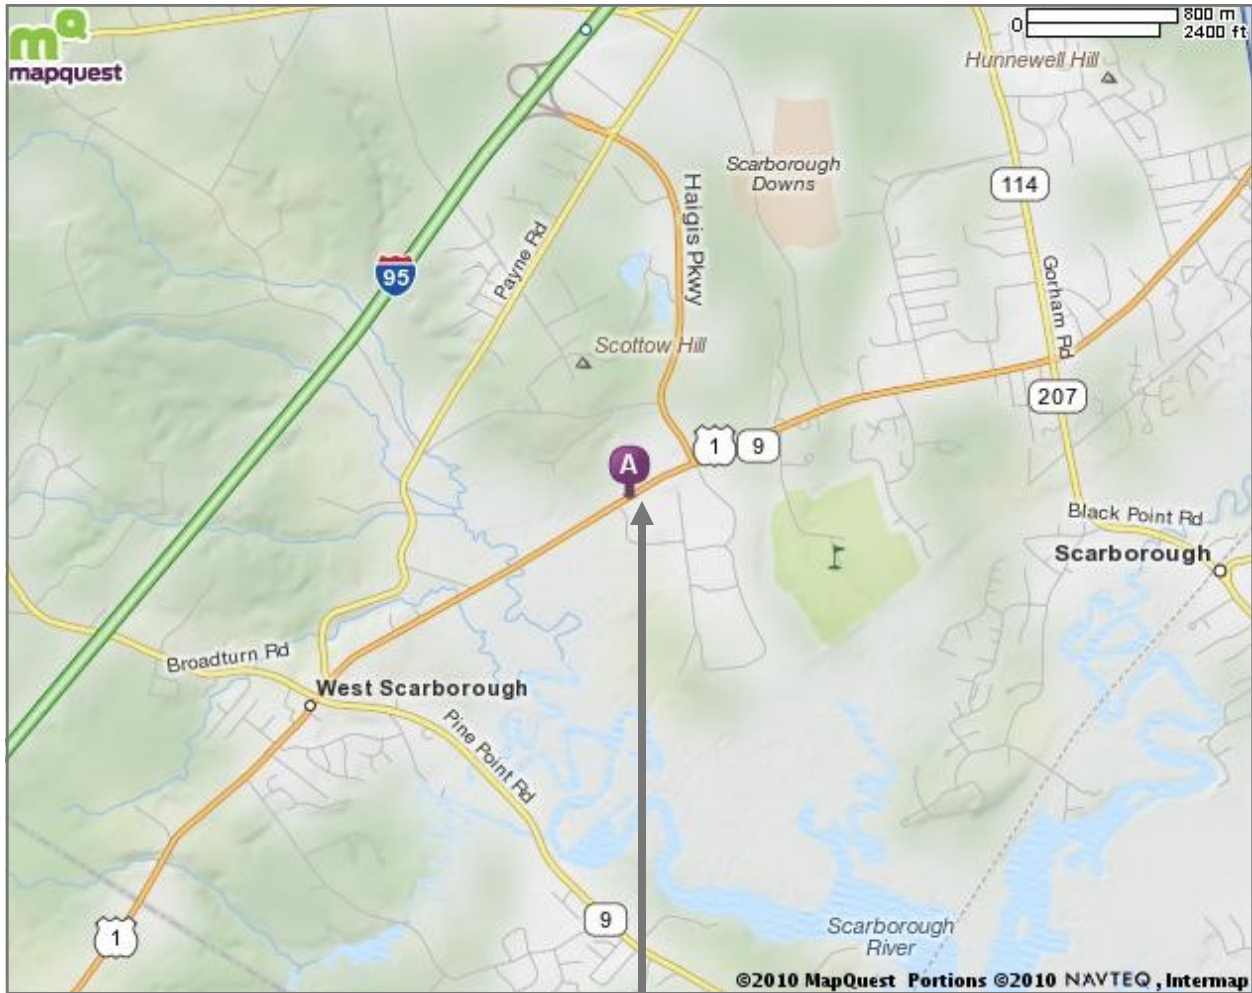 mapquest
0
800 m
2400 ft
Hunnewell Hill
Scarborough
Downs
114
Haigis Pkwy
Payne Rd
95
Gorham Rd
Scottow Hill
207
1
9
A
Black Point Rd
Scarborough
Broadturn Rd
West Scarborough
Pine Point Rd
9
1
Scarborough
River
©2010 MapQuest Portions ©2010 NAVTEQ, Intermap